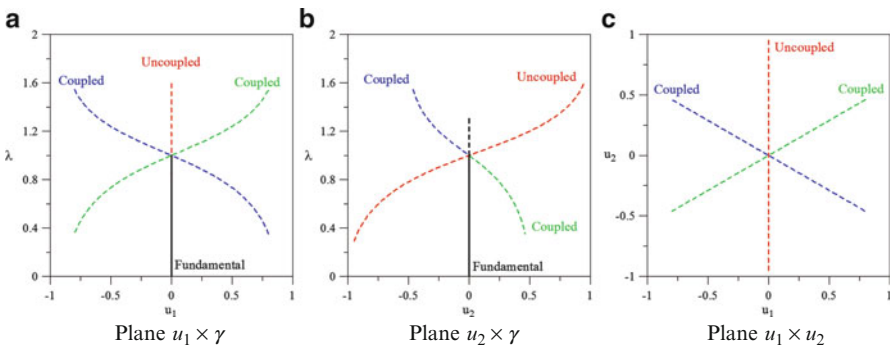 a
2
1.6
1.2
λ
0.8
0.4
0
Coupled
Uncoupled
Coupled
Fundamental
-1
-0.5
0
0.5
1
u1
Plane u1 × γ
b
2
1.6
1.2
λ
0.8
0.4
0
Coupled
Uncoupled
Coupled
Fundamental
-1
-0.5
0
0.5
1
u2
Plane u2 × γ
c
1
0.5
u2
0
-0.5
-1
Uncoupled
Coupled
Coupled
-1
-0.5
0
0.5
1
u1
Plane u1 × u2